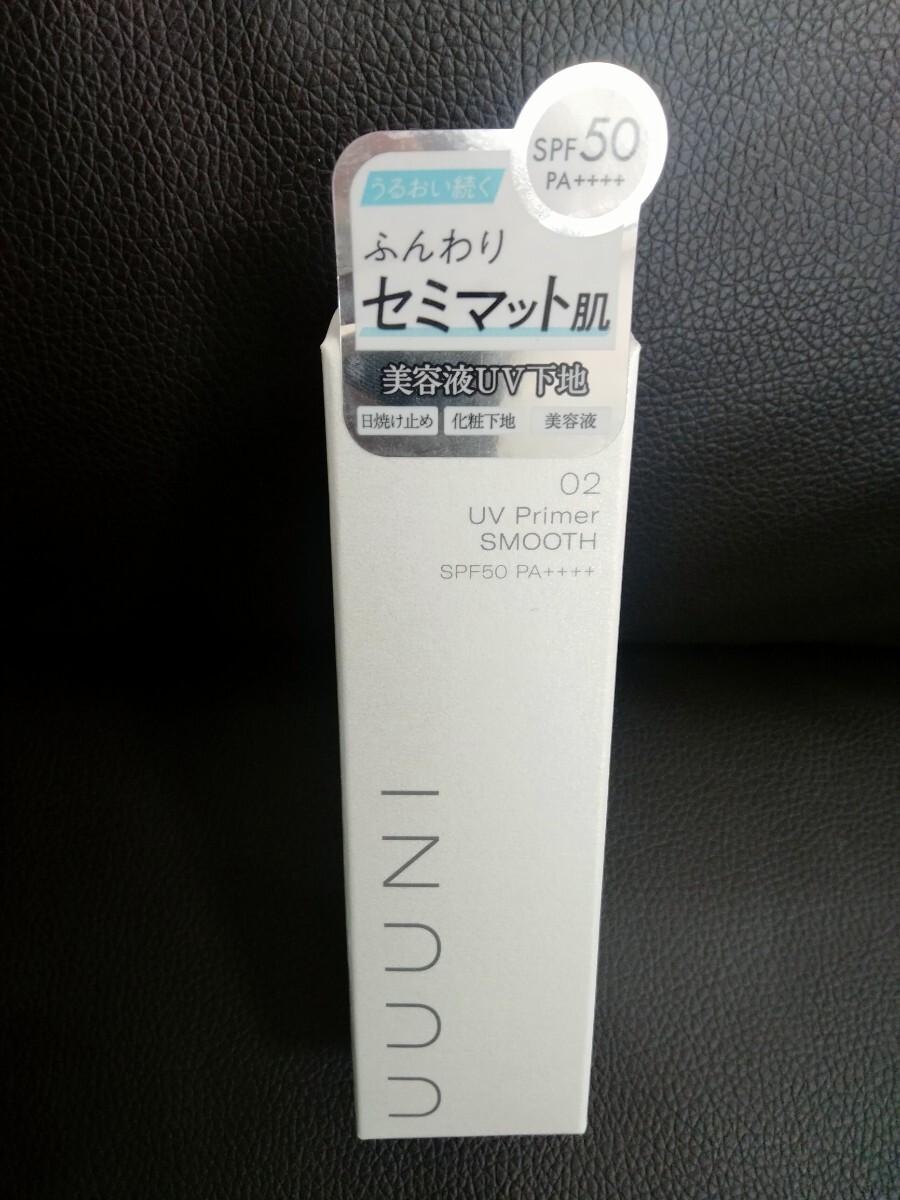 SPF50
PA++++
うるおい続く
ふんわり
セミマット肌
美容液UV下地
日焼け止め 化粧下地 美容液
02
UV Primer
SMOOTH
SPF50 PA++++
UUUNI